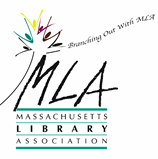 Branching Out With MLA
MLA
MASSACHUSETTS
LIBRARY
ASSOCIATION